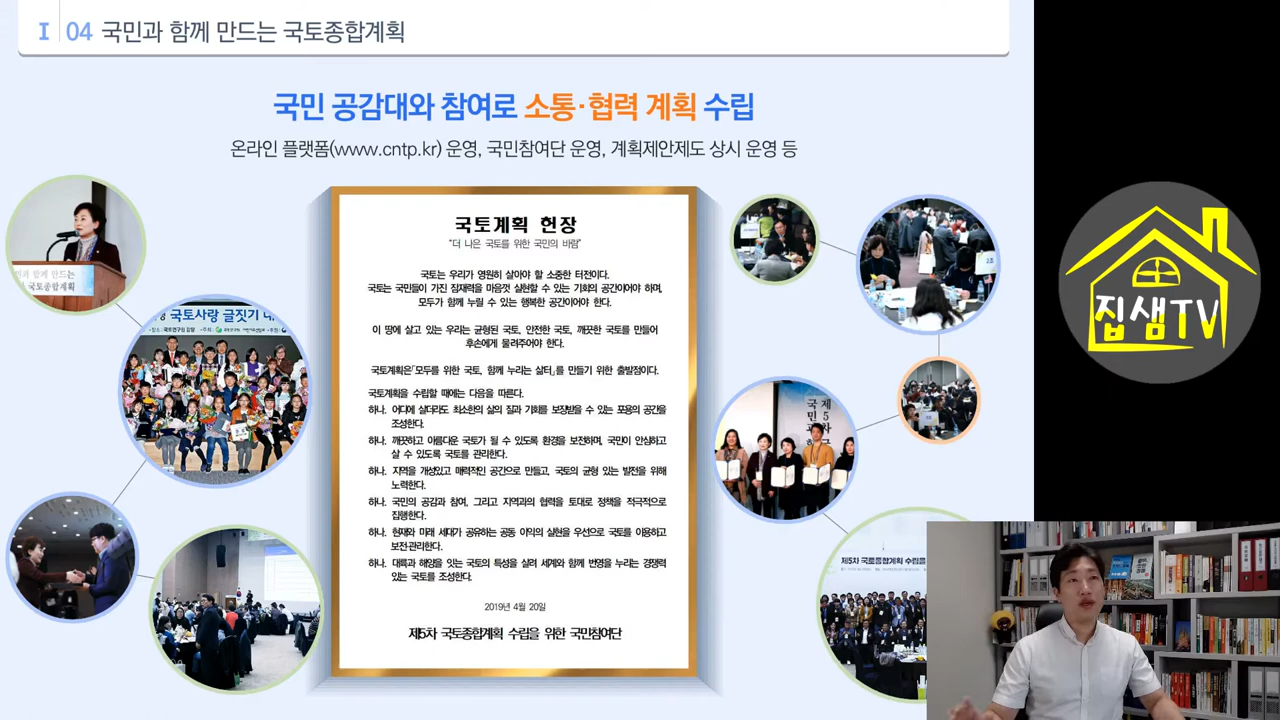 I 04 국민과 함께 만드는 국토종합계획
국민 공감대와 참여로 소통·협력 계획 수립
온라인 플랫폼(www.cntp.kr) 운영, 국민참여단 운영, 계획제안제도 상시 운영 등
국토계획 헌장
"더 나은 국토를 위한 국민의 바람"
국토는 우리가 영원히 살아야 할 소중한 터전이다.
국토는 국민들이 가진 잠재력을 마음껏 실현할 수 있는 기회의 공간이어야 하며,
모두가 함께 누릴 수 있는 행복한 공간이어야 한다.
이 땅에 살고 있는 우리는 균형된 국토, 안전한 국토, 깨끗한 국토를 만들어
후손에게 물려주어야 한다.
국토계획은「모두를 위한 국토, 함께 누리는 삶터」를 만들기 위한 출발점이다.
국토계획을 수립할 때에는 다음을 따른다.
하나. 어디에 살더라도 최소한의 삶의 질과 기회를 보장받을 수 있는 포용의 공간을
조성한다.
하나. 깨끗하고 아름다운 국토가 될 수 있도록 환경을 보전하며, 국민이 안심하고
살 수 있도록 국토를 관리한다.
하나. 지역을 개성있고 매력적인 공간으로 만들고, 국토의 균형 있는 발전을 위해
노력한다.
하나. 국민의 공감과 참여, 그리고 지역과의 협력을 토대로 정책을 적극적으로
집행한다.
하나. 현재와 미래 세대가 공유하는 공동 이익의 실현을 우선으로 국토를 이용하고
보전·관리한다.
하나. 대륙과 해양을 잇는 국토의 특성을 살려 세계와 함께 번영을 누리는 경쟁력
있는 국토를 조성한다.
2019년 4월 20일
제5차 국토종합계획 수립을 위한 국민참여단
과 함께 만드는
국토종합계획
국토사랑 글짓기 대
제5차
국민과 함
제5차 국토종합계획 수립을
집샘TV